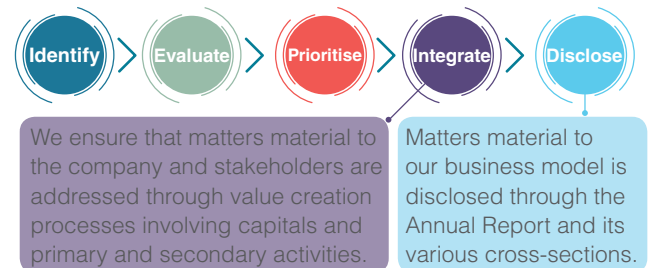 Identify
Evaluate
Prioritise
Integrate
Disclose
We ensure that matters material to
the company and stakeholders are
addressed through value creation
processes involving capitals and
primary and secondary activities.
Matters material to
our business model is
disclosed through the
Annual Report and its
various cross-sections.